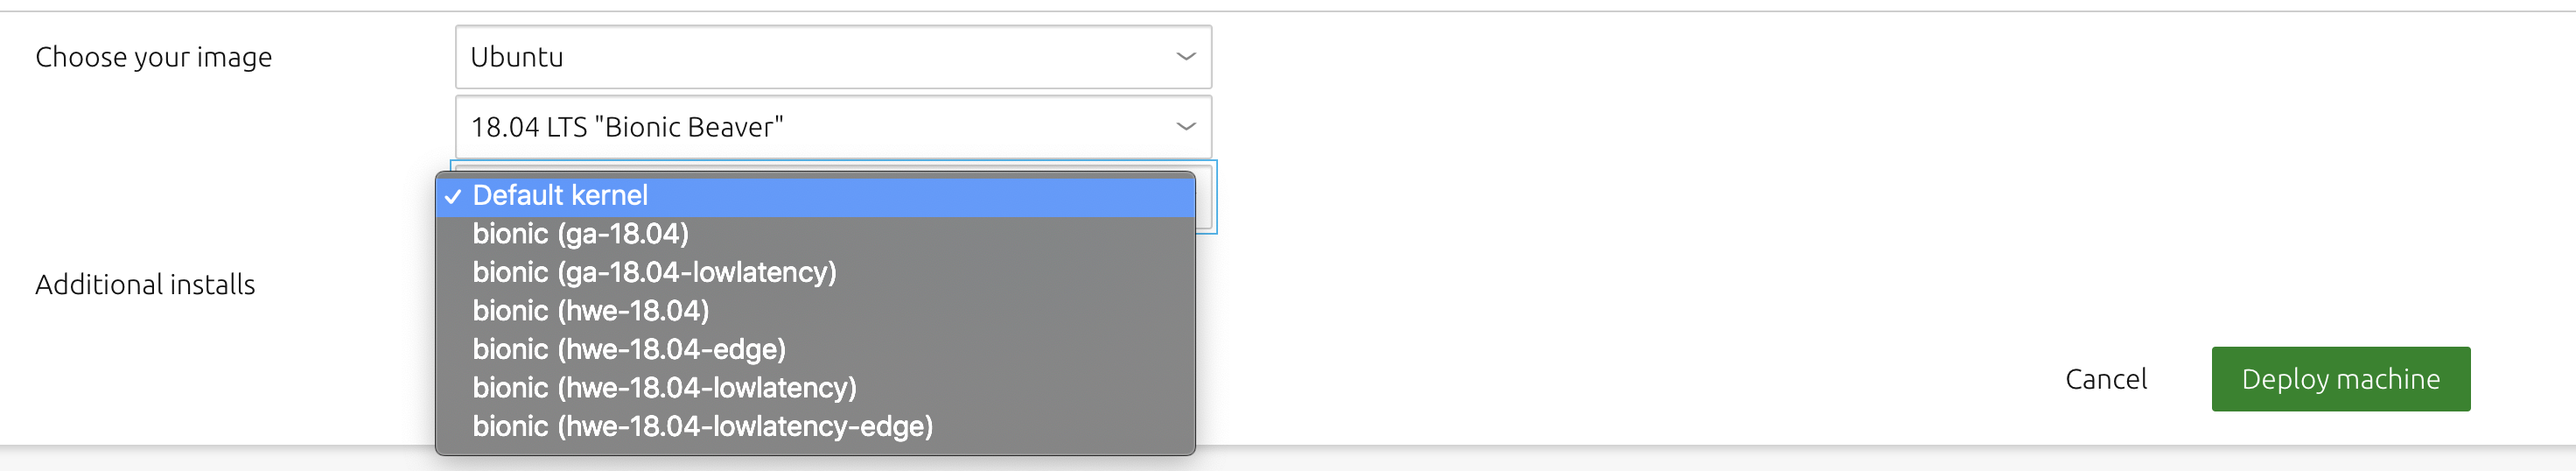 Choose your image
Ubuntu
18.04 LTS "Bionic Beaver"
✓ Default kernel
bionic (ga-18.04)
bionic (ga-18.04-lowlatency)
bionic (hwe-18.04)
bionic (hwe-18.04-edge)
bionic (hwe-18.04-lowlatency)
bionic (hwe-18.04-lowlatency-edge)
Additional installs
Cancel
Deploy machine